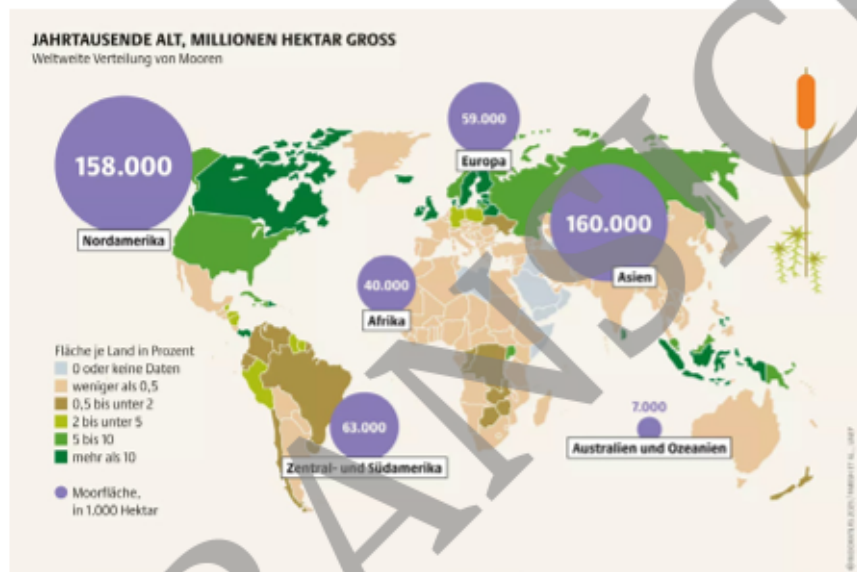 JAHRTAUSENDE ALT, MILLIONEN HEKTAR GROSS
Weltweite Verteilung von Mooren
158.000
Nordamerika
59.000
Europa
160.000
Asien
40.000
Afrika
63.000
Zentral- und Südamerika
7.000
Australien und Ozeanien
Fläche je Land in Prozent
0 oder keine Daten
weniger als 0,5
0,5 bis unter 2
2 bis unter 5
5 bis 10
mehr als 10
Moorfläche,
in 1.000 Hektar